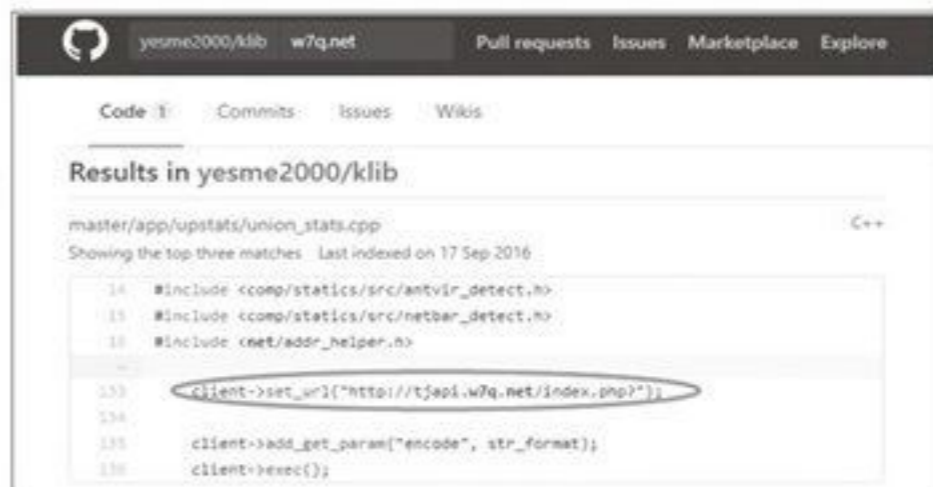 yesme2000/klib w7q.net Pull requests Issues Marketplace Explore
Code 1 Commits Issues Wikis
Results in yesme2000/klib
master/app/upstats/union_stats.cpp C++
Showing the top three matches Last indexed on 17 Sep 2016
14 #include <comp/statics/src/antvir_detect.h>
15 #include <comp/statics/src/netbar_detect.h>
16 #include <net/addr_helper.h>
133 client->set_url("http://tjapi.w7q.net/index.php?");
134
135 client->add_get_param("encode", str_format);
136 client->exec();